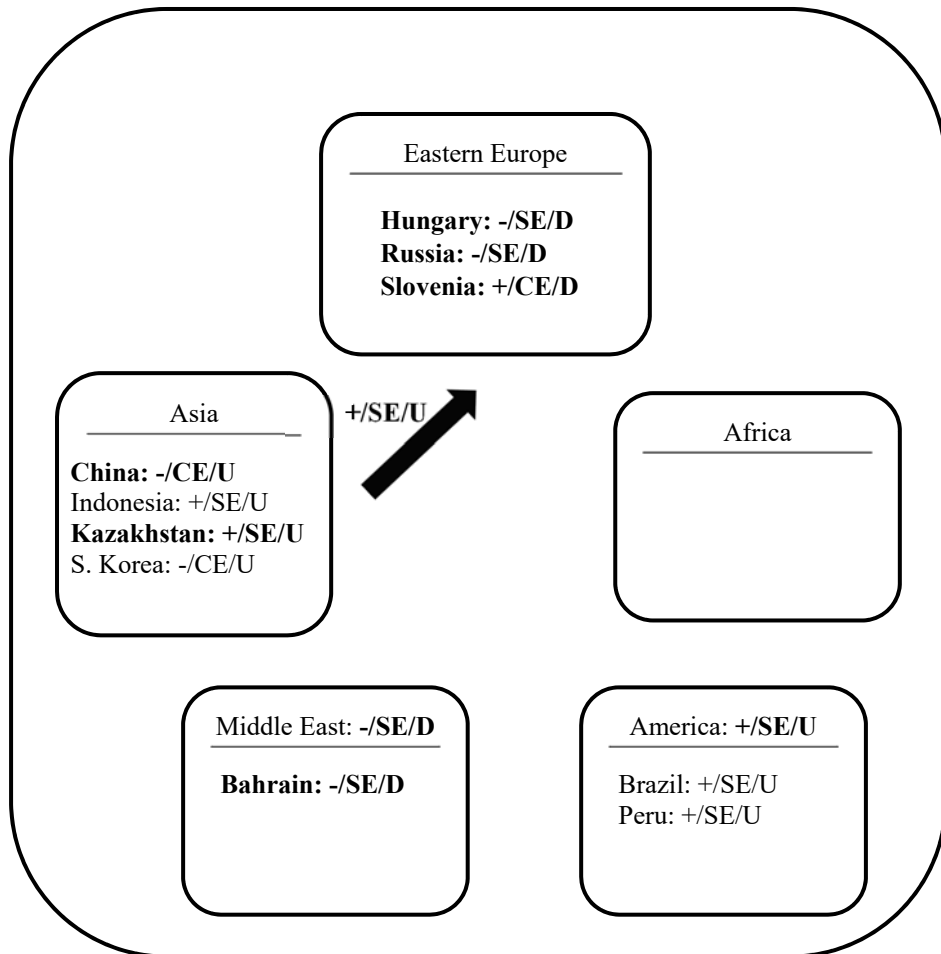 Eastern Europe
Hungary: -/SE/D
Russia: -/SE/D
Slovenia: +/CE/D
+/SE/U
Asia
China: -/CE/U
Indonesia: +/SE/U
Kazakhstan: +/SE/U
S. Korea: -/CE/U
Africa
Middle East: -/SE/D
Bahrain: -/SE/D
America: +/SE/U
Brazil: +/SE/U
Peru: +/SE/U